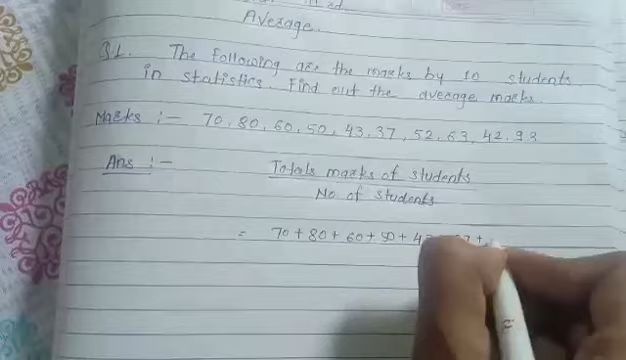 Average.
Q1. The following are the marks by 10 students
in statistics. Find out the average marks.
Marks :- 70, 80, 60, 50, 43, 37, 52, 63, 42, 93
Ans :- Totals marks of students
No of students
= 70 + 80 + 60 + 50 + 4